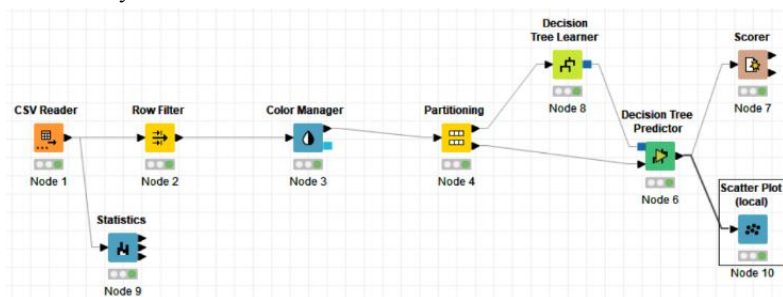 Decision
Tree Learner
Scorer
CSV Reader
Row Filter
Color Manager
Partitioning
Node 8
Decision Tree
Predictor
Node 7
Node 1
Node 2
Node 3
Node 4
Node 6
Scatter Plot
(local)
Statistics
Node 9
Node 10